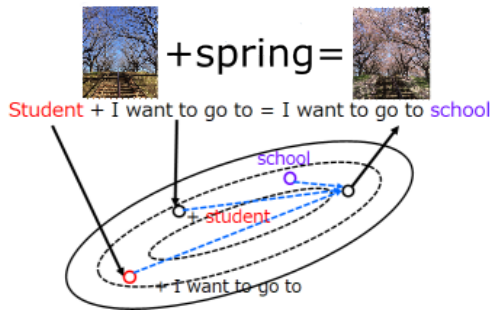 +spring=
Student + I want to go to = I want to go to school
school
+ student
+ I want to go to